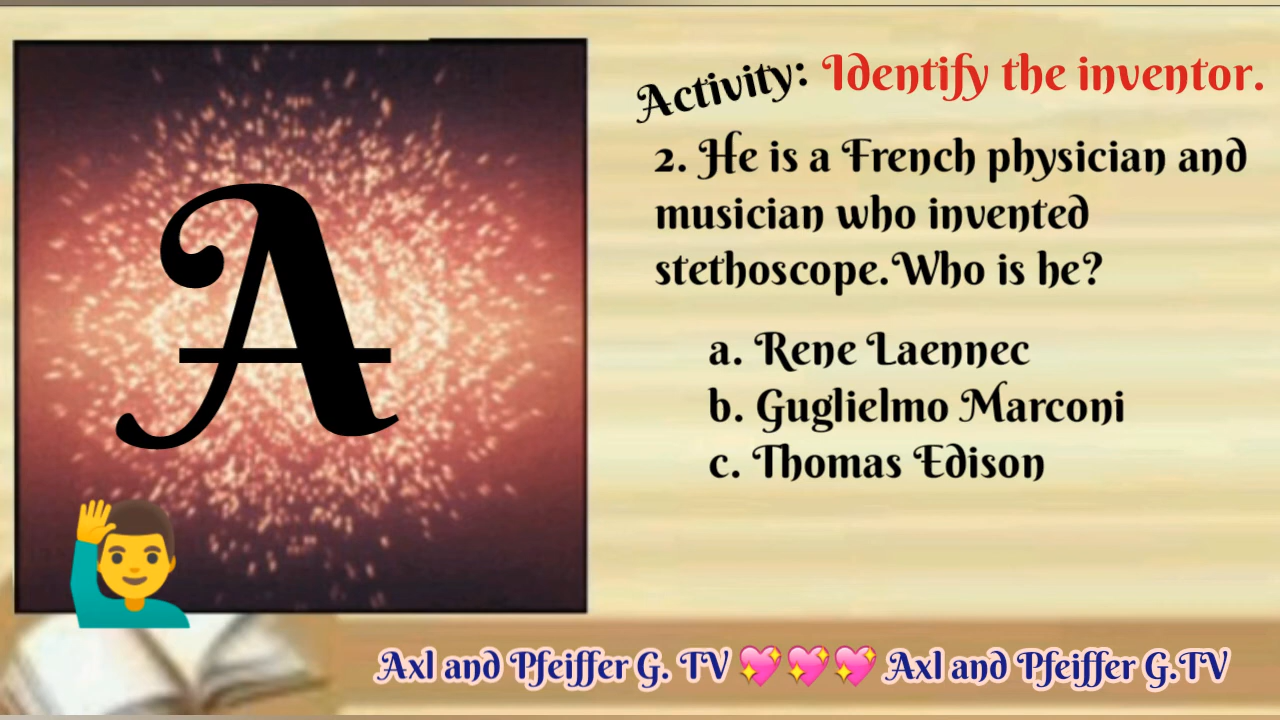 A
Activity: Identify the inventor.
2. He is a French physician and
musician who invented
stethoscope.Who is he?
a. Rene Laennec
b. Guglielmo Marconi
c. Thomas Edison
Axl and Pfeiffer G. TV 💖💖💖 Axl and Pfeiffer G.TV